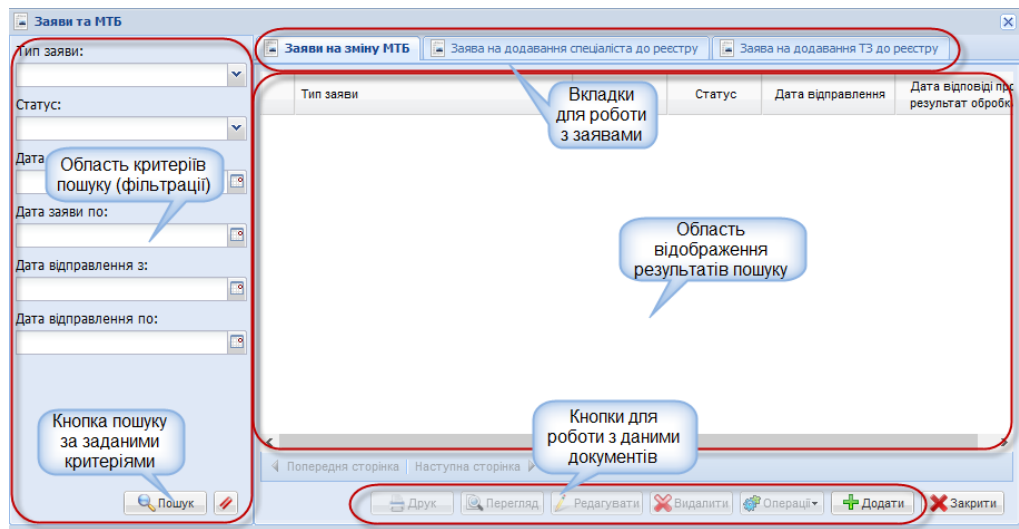 Заяви та МТБ
Тип заяви:
Статус:
Дата
Область критеріїв
пошуку (фільтрації)
Дата заяви по:
Дата відправлення з:
Дата відправлення по:
Кнопка пошуку
за заданими
критеріями
Пошук
Заяви на зміну МТБ Заява на додавання спеціаліста до реєстру Заява на додавання ТЗ до реєстру
Тип заяви Статус Дата відправлення Дата відповіді про
результат обробк
Вкладки
для роботи
з заявами
Область
відображення
результатів пошуку
Кнопки для
роботи з даними
документів
Попередня сторінка Наступна сторінка
Друк Перегляд Редагувати Видалити Операції Додати Закрити